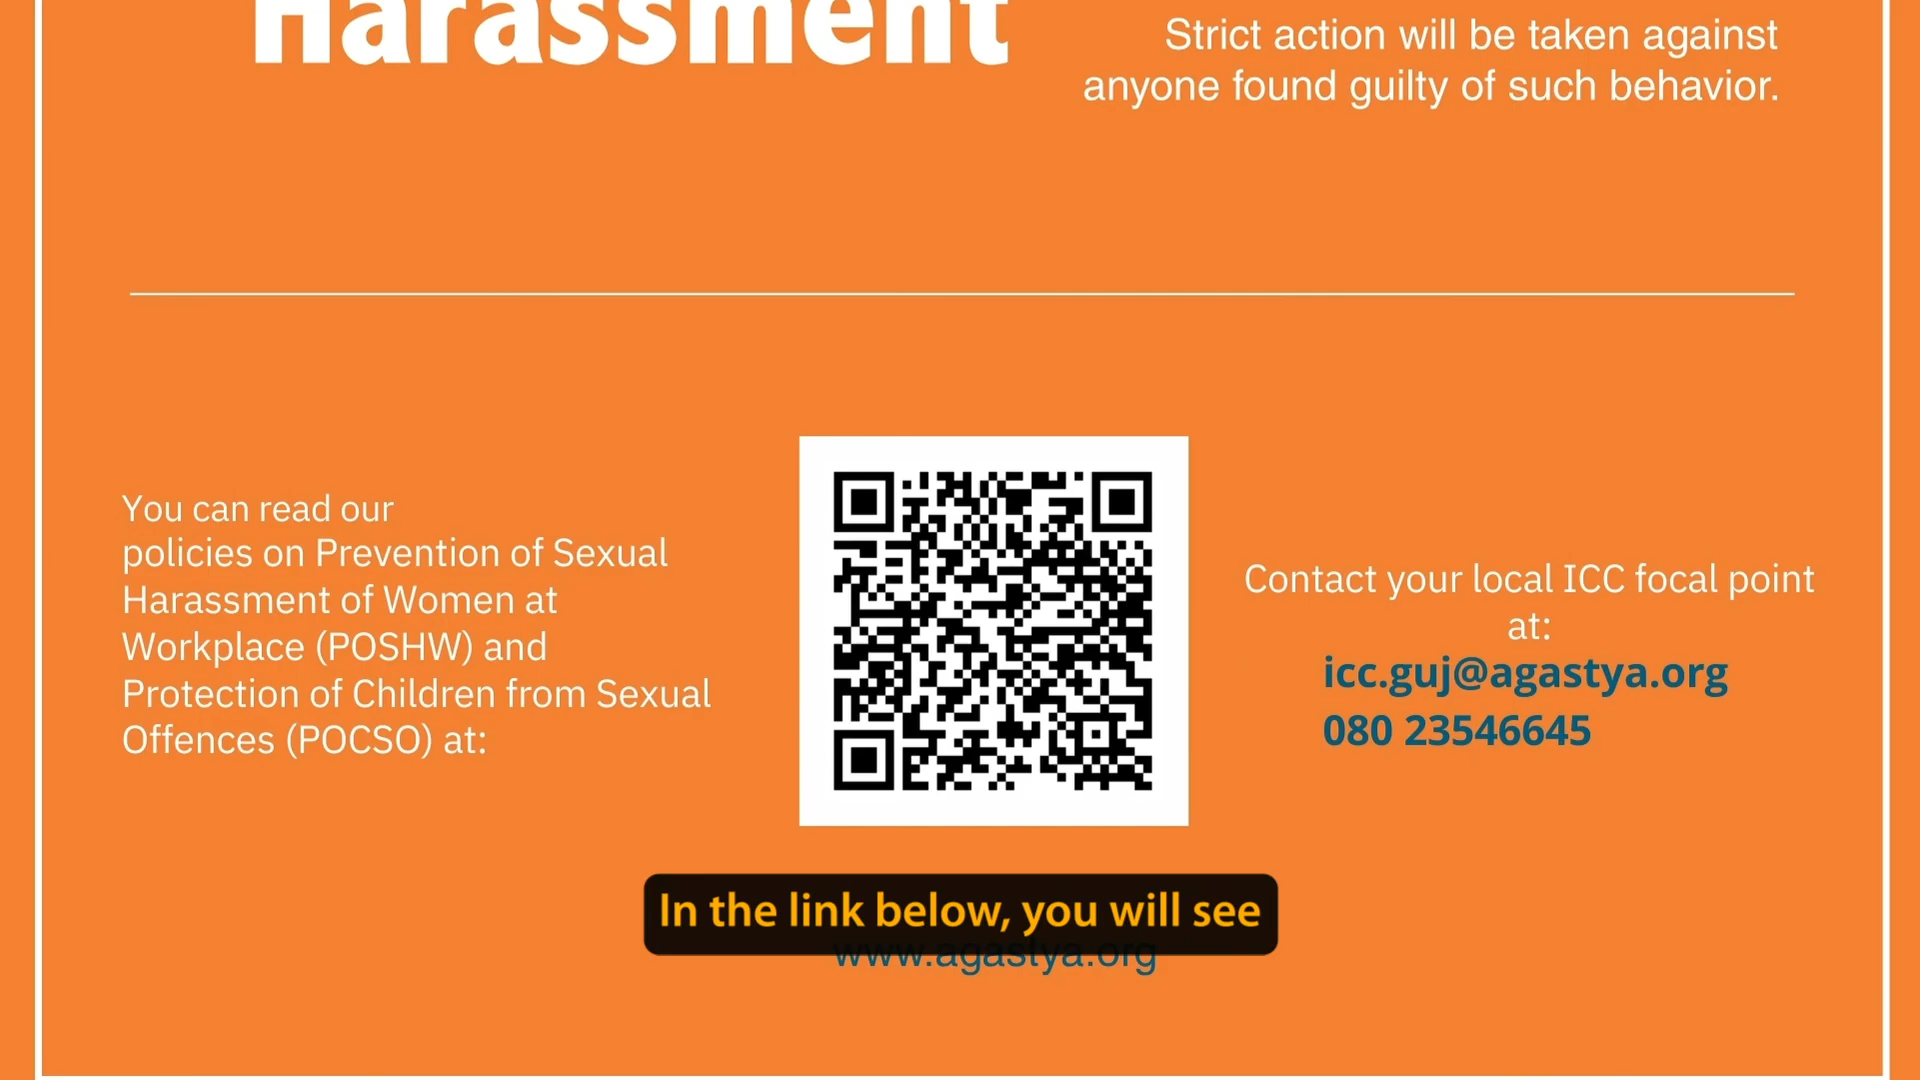 Harassment
Strict action will be taken against
anyone found guilty of such behavior.
You can read our
policies on Prevention of Sexual
Harassment of Women at
Workplace (POSHW) and
Protection of Children from Sexual
Offences (POCSO) at:
Contact your local ICC focal point
at:
icc.guj@agastya.org
080 23546645
In the link below, you will see
www.agastya.org